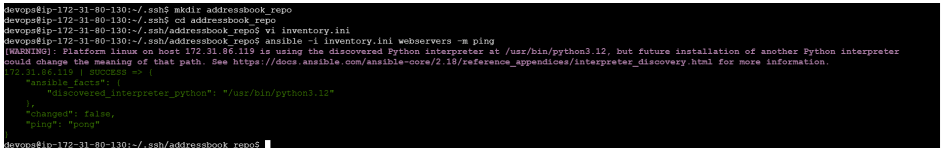 devops@ip-172-31-80-130:~/.ssh$ mkdir addressbook_repo
devops@ip-172-31-80-130:~/.ssh$ cd addressbook_repo
devops@ip-172-31-80-130:~/.ssh/addressbook_repo$ vi inventory.ini
devops@ip-172-31-80-130:~/.ssh/addressbook_repo$ ansible -i inventory.ini webservers -m ping
[WARNING]: Platform linux on host 172.31.86.119 is using the discovered Python interpreter at /usr/bin/python3.12, but future installation of another Python interpreter
could change the meaning of that path. See https://docs.ansible.com/ansible-core/2.18/reference_appendices/interpreter_discovery.html for more information.
172.31.86.119 | SUCCESS => {
    "ansible_facts": {
        "discovered_interpreter_python": "/usr/bin/python3.12"
    },
    "changed": false,
    "ping": "pong"
}
devops@ip-172-31-80-130:~/.ssh/addressbook_repo$